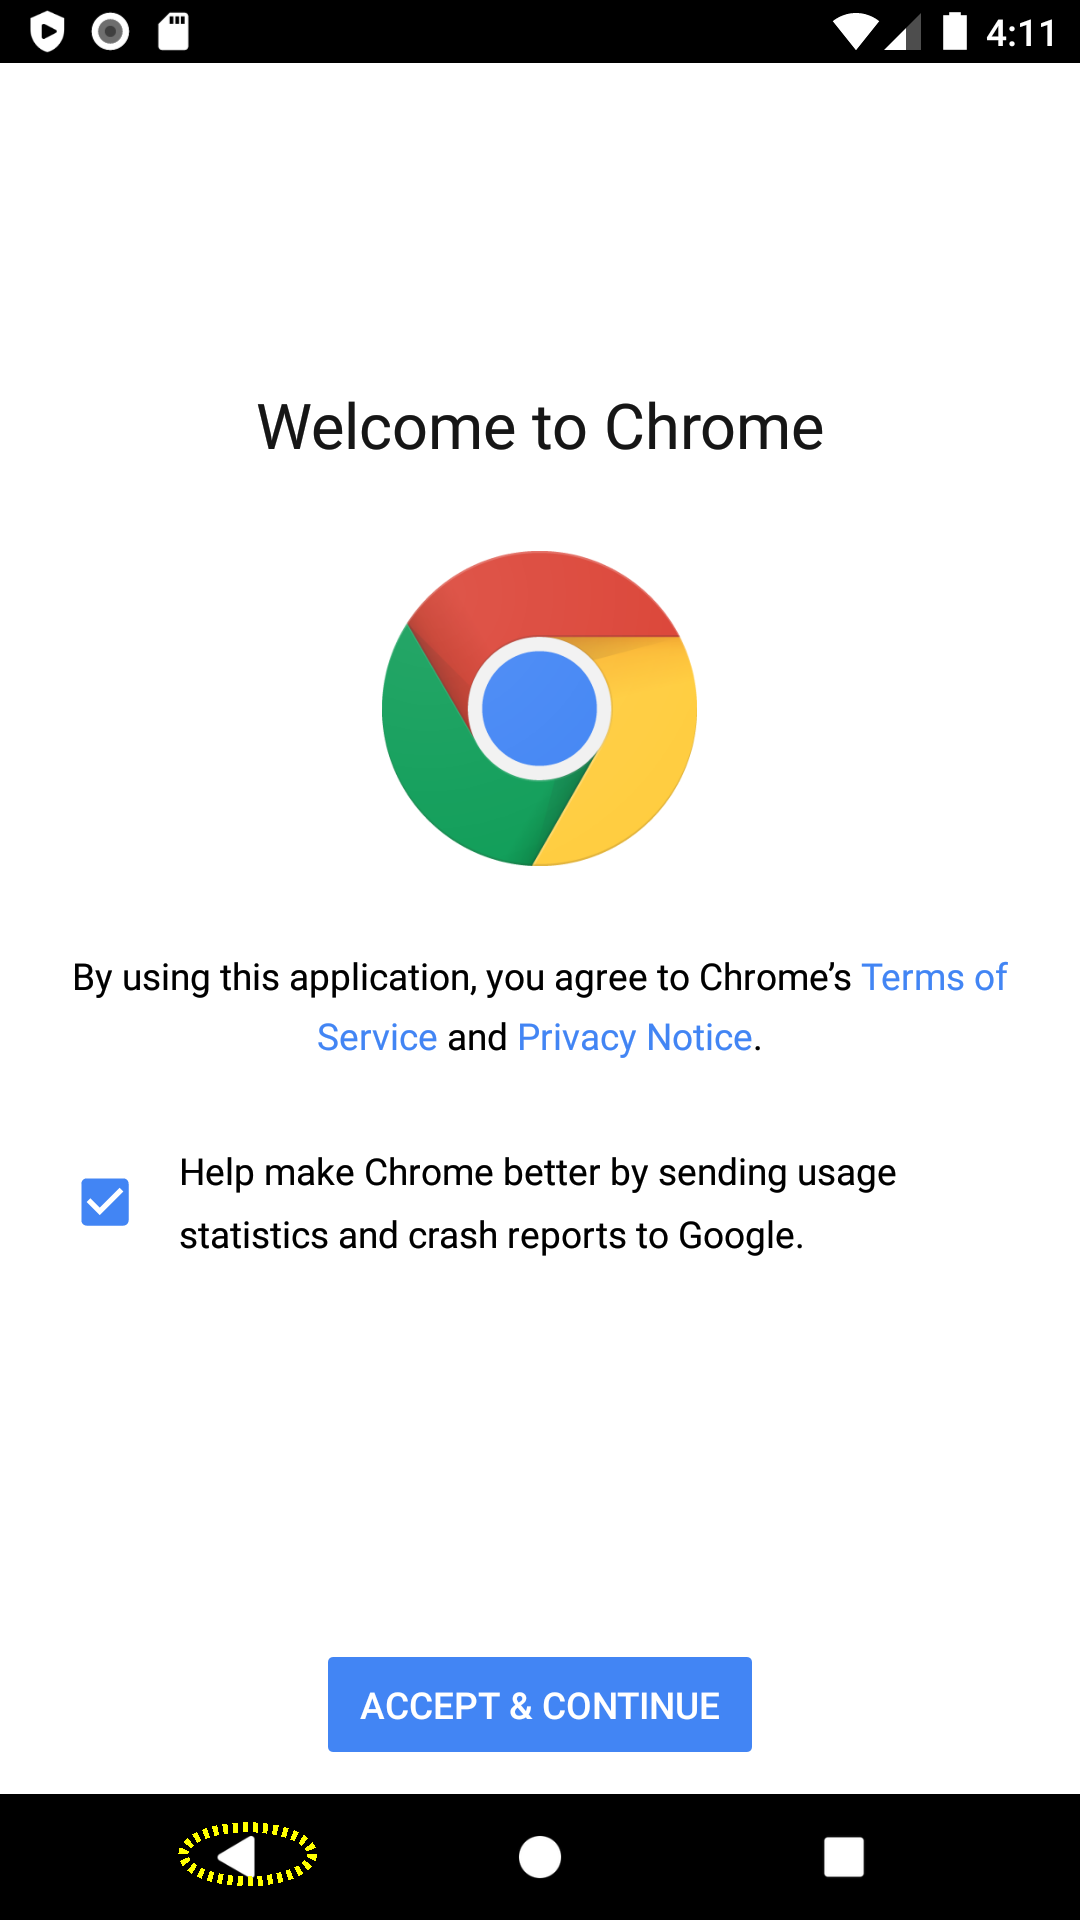 4:11
Welcome to Chrome
By using this application, you agree to Chrome’s Terms of
Service and Privacy Notice.
Help make Chrome better by sending usage
statistics and crash reports to Google.
ACCEPT & CONTINUE